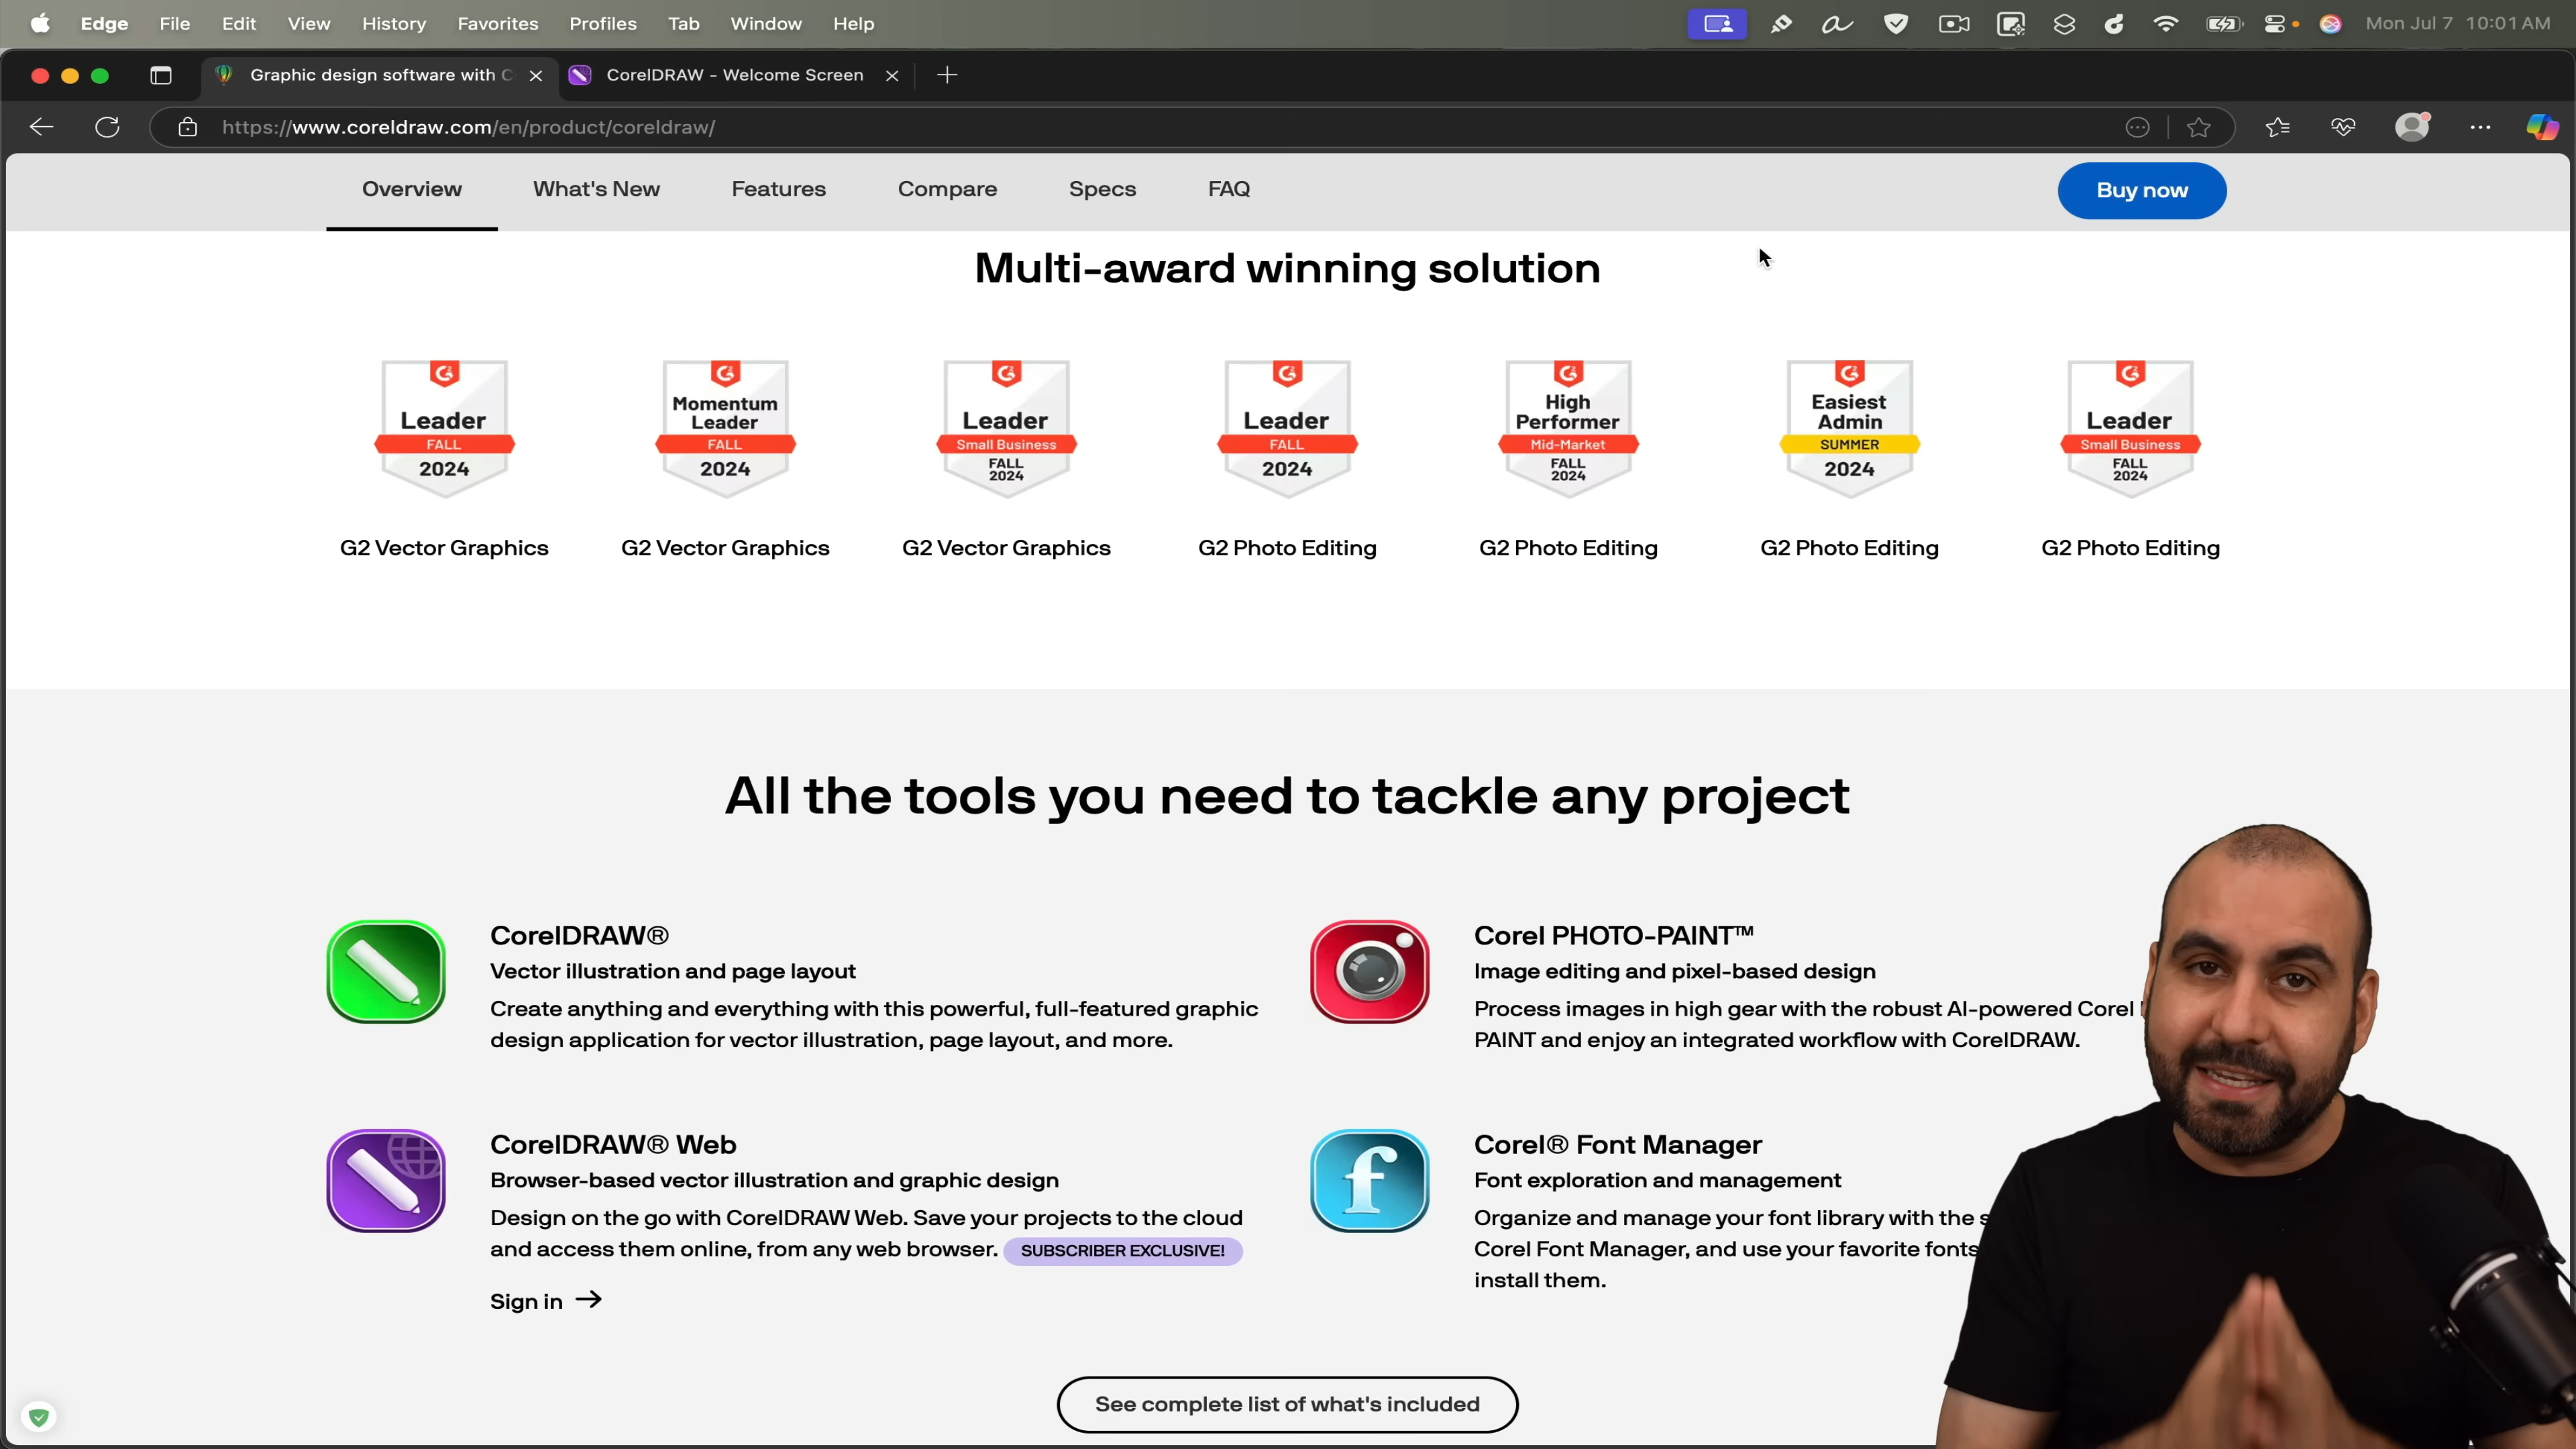 Edge File Edit View History Favorites Profiles Tab Window Help Mon Jul 7 10:01 AM
Graphic design software with C CorelDRAW - Welcome Screen
https://www.coreldraw.com/en/product/coreldraw/
Overview What's New Features Compare Specs FAQ Buy now
Multi-award winning solution
Leader
FALL
2024
G2 Vector Graphics
Momentum
Leader
FALL
2024
G2 Vector Graphics
Leader
Small Business
FALL
2024
G2 Vector Graphics
Leader
FALL
2024
G2 Photo Editing
High
Performer
Mid-Market
FALL
2024
G2 Photo Editing
Easiest
Admin
SUMMER
2024
G2 Photo Editing
Leader
Small Business
FALL
2024
G2 Photo Editing
All the tools you need to tackle any project
CorelDRAW®
Vector illustration and page layout
Create anything and everything with this powerful, full-featured graphic
design application for vector illustration, page layout, and more.
Corel PHOTO-PAINT™
Image editing and pixel-based design
Process images in high gear with the robust AI-powered Corel
PAINT and enjoy an integrated workflow with CorelDRAW.
CorelDRAW® Web
Browser-based vector illustration and graphic design
Design on the go with CorelDRAW Web. Save your projects to the cloud
and access them online, from any web browser. SUBSCRIBER EXCLUSIVE!
Sign in →
Corel® Font Manager
Font exploration and management
Organize and manage your font library with the
Corel Font Manager, and use your favorite fonts
install them.
See complete list of what's included